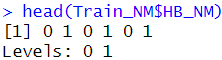 > head(Train_NM$HB_NM)
[1] 0 1 0 1 0 1
Levels: 0 1